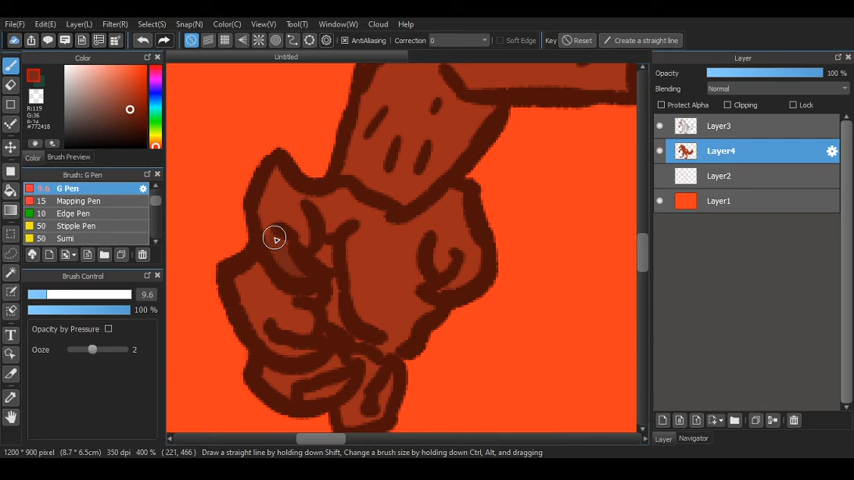 File(F) Edit(E) Layer(L) Filter(R) Select(S) Snap(N) Color(C) View(V) Tool(T) Window(W) Cloud Help
AntiAliasing Correction 0 Soft Edge Key Reset Create a straight line
Color
Untitled
Layer
Opacity 100 %
Blending Normal
R:119
G:36
#772418
Protect Alpha Clipping Lock
Color Brush Preview
Layer3
Brush: G Pen
Layer4
9.6 G Pen
15 Mapping Pen
Layer2
10 Edge Pen
50 Stipple Pen
Layer1
50 Sumi
Brush Control
9.6
100 %
Opacity by Pressure
Ooze 2
Layer Navigator
1200 * 900 pixel (8.7 * 6.5cm) 350 dpi 400 % ( 221, 466 ) Draw a straight line by holding down Shift, Change a brush size by holding down Ctrl, Alt, and dragging